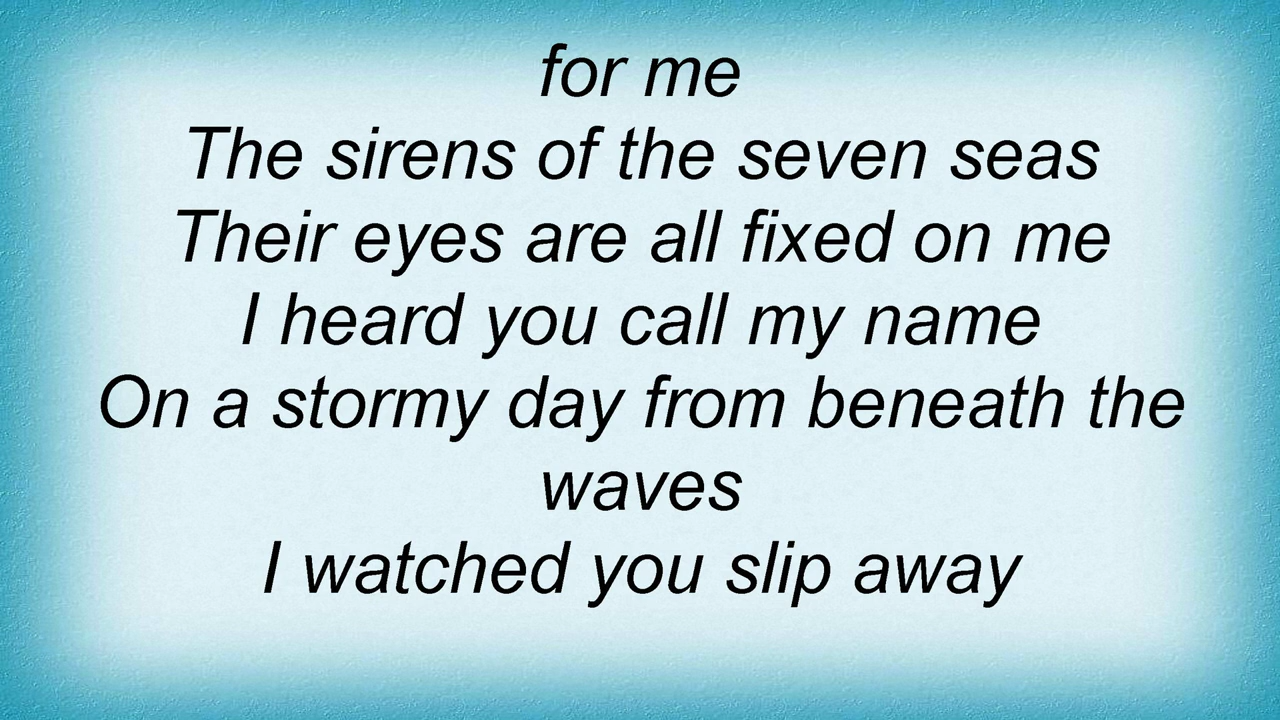 for me
The sirens of the seven seas
Their eyes are all fixed on me
I heard you call my name
On a stormy day from beneath the
waves
I watched you slip away